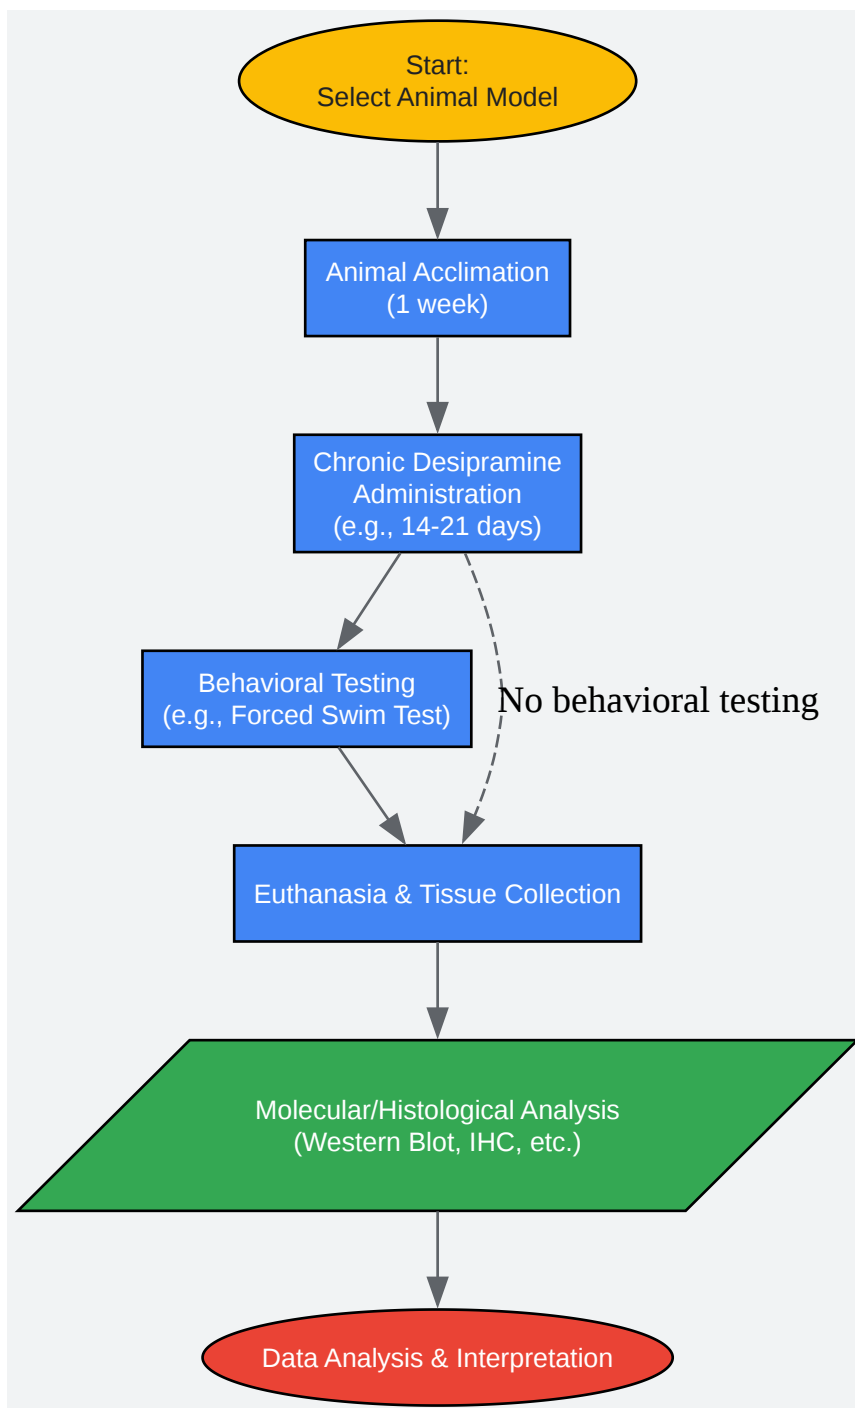 Start:
Select Animal Model
Animal Acclimation
(1 week)
Chronic Desipramine
Administration
(e.g., 14-21 days)
Behavioral Testing
(e.g., Forced Swim Test)
No behavioral testing
Euthanasia & Tissue Collection
Molecular/Histological Analysis
(Western Blot, IHC, etc.)
Data Analysis & Interpretation